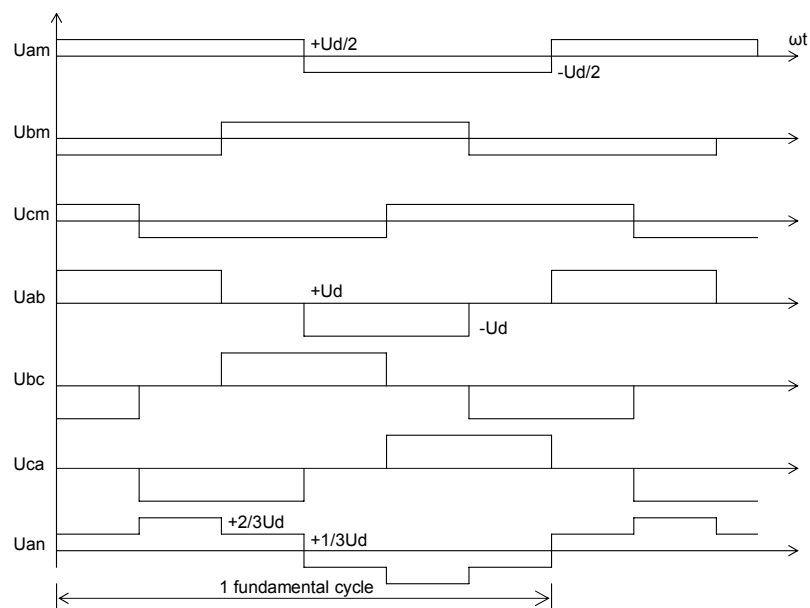 Uam
+Ud/2
ωt
-Ud/2
Ubm
Ucm
Uab
+Ud
-Ud
Ubc
Uca
+2/3Ud
Uan
+1/3Ud
1 fundamental cycle